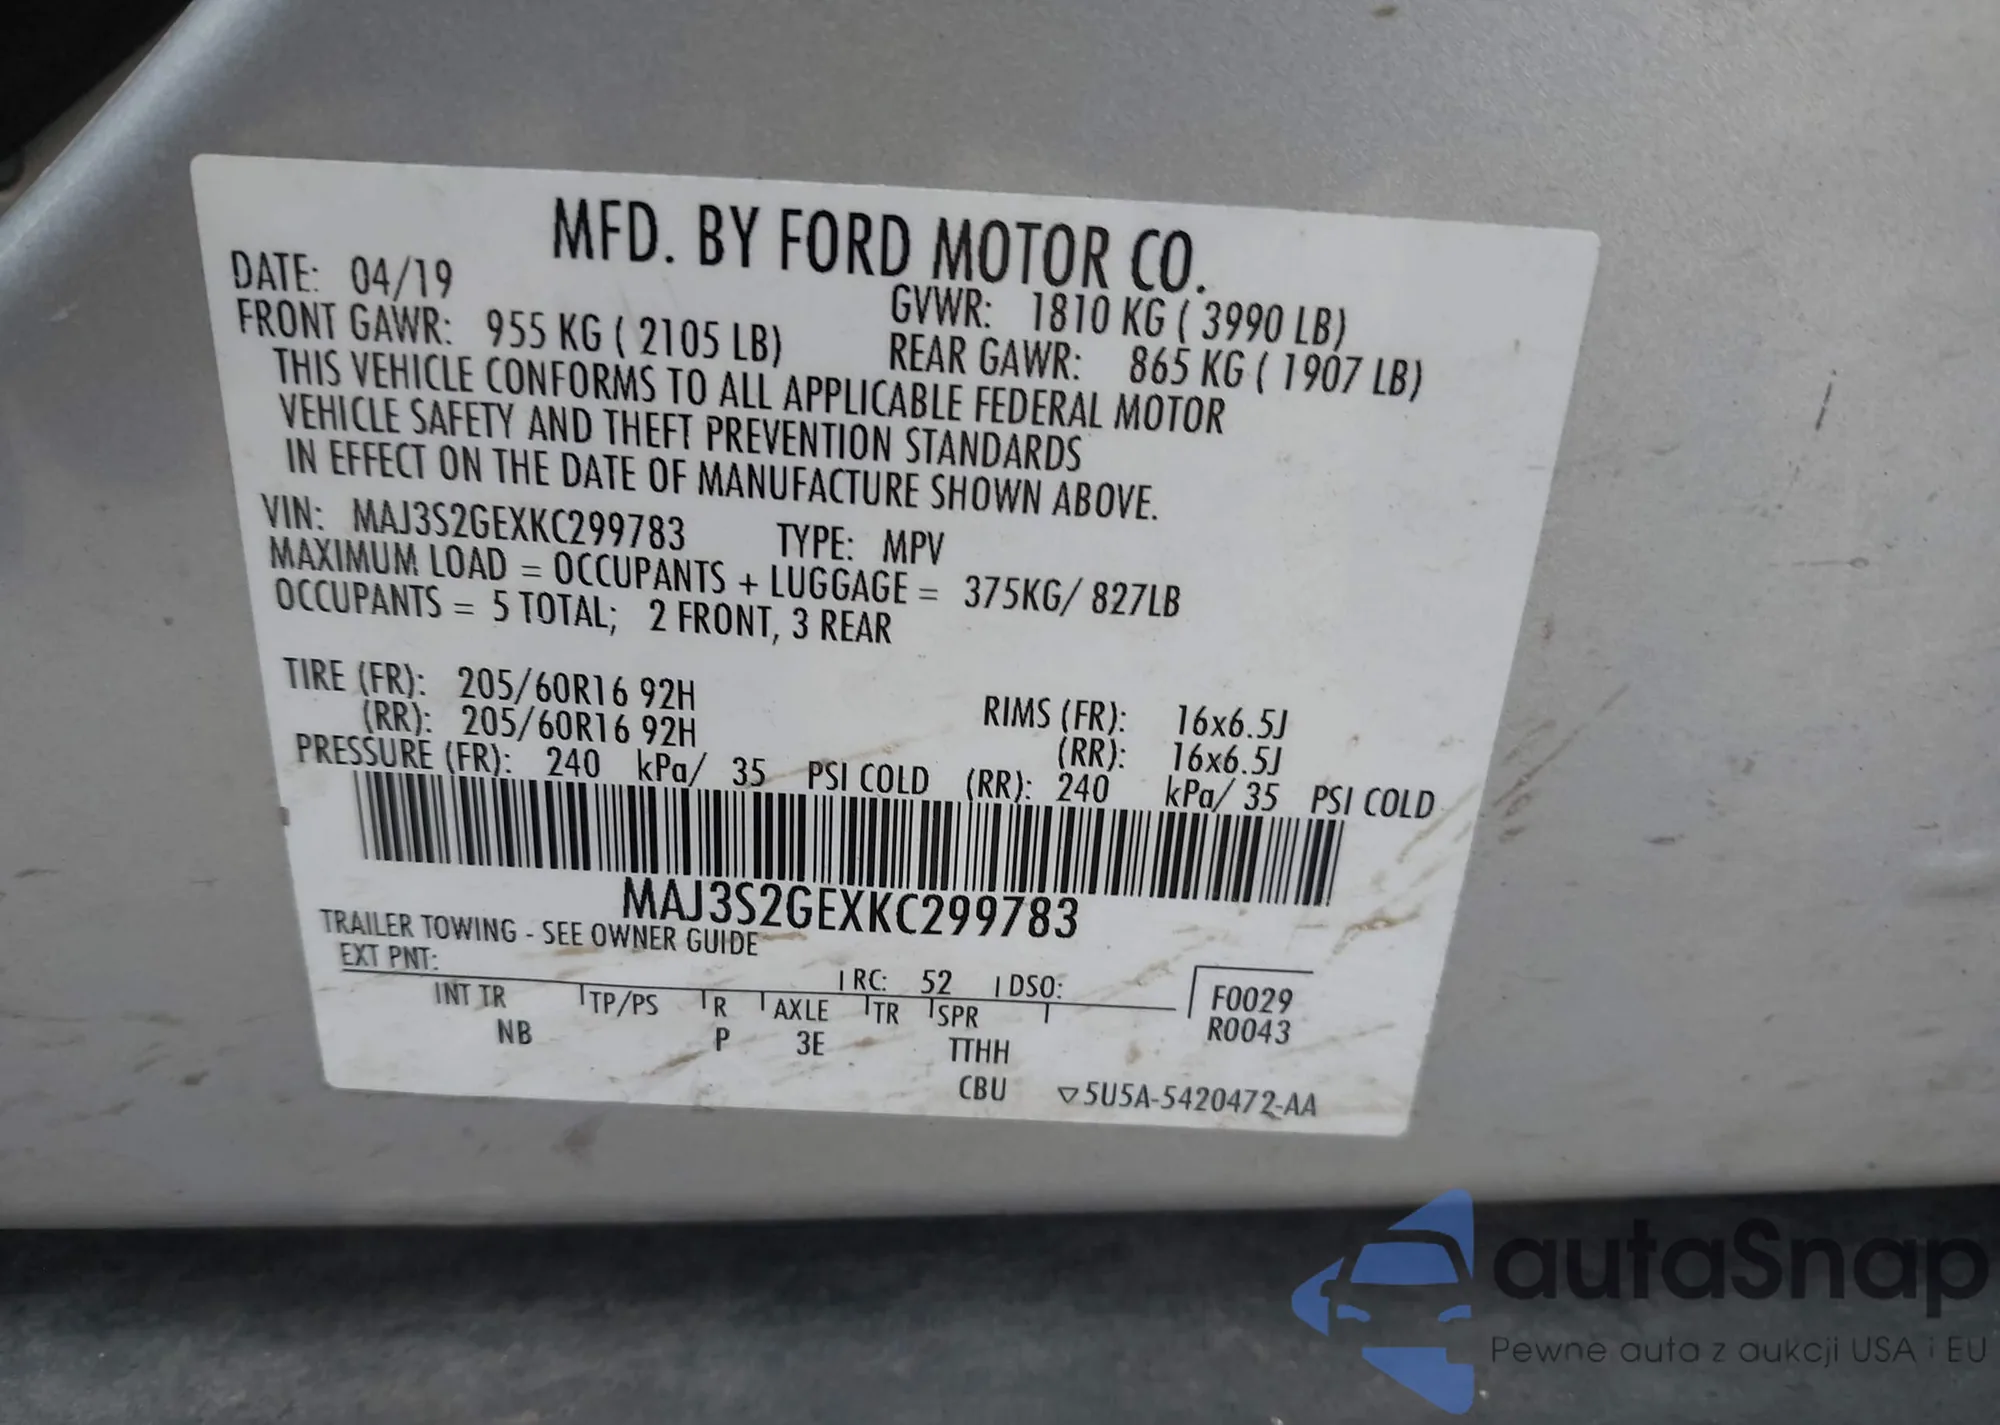 MFD. BY FORD MOTOR CO.
DATE: 04/19
GVWR: 1810 KG ( 3990 LB)
FRONT GAWR: 955 KG ( 2105 LB)
REAR GAWR: 865 KG ( 1907 LB)
THIS VEHICLE CONFORMS TO ALL APPLICABLE FEDERAL MOTOR
VEHICLE SAFETY AND THEFT PREVENTION STANDARDS
IN EFFECT ON THE DATE OF MANUFACTURE SHOWN ABOVE.
VIN: MAJ3S2GEXKC299783 TYPE: MPV
MAXIMUM LOAD = OCCUPANTS + LUGGAGE = 375KG/ 827LB
OCCUPANTS = 5 TOTAL; 2 FRONT, 3 REAR
TIRE (FR): 205/60R16 92H RIMS (FR): 16x6.5J
(RR): 205/60R16 92H (RR): 16x6.5J
PRESSURE (FR): 240 kPa/ 35 PSI COLD (RR): 240 kPa/ 35 PSI COLD
MAJ3S2GEXKC299783
TRAILER TOWING - SEE OWNER GUIDE
EXT PNT: RC: 52 DSO:
INT TR TP/PS R AXLE TR SPR F0029
NB P 3E TTHH R0043
CBU ▽5U5A-5420472-AA
autaSnap
Pewne auta z aukcji USA i EU